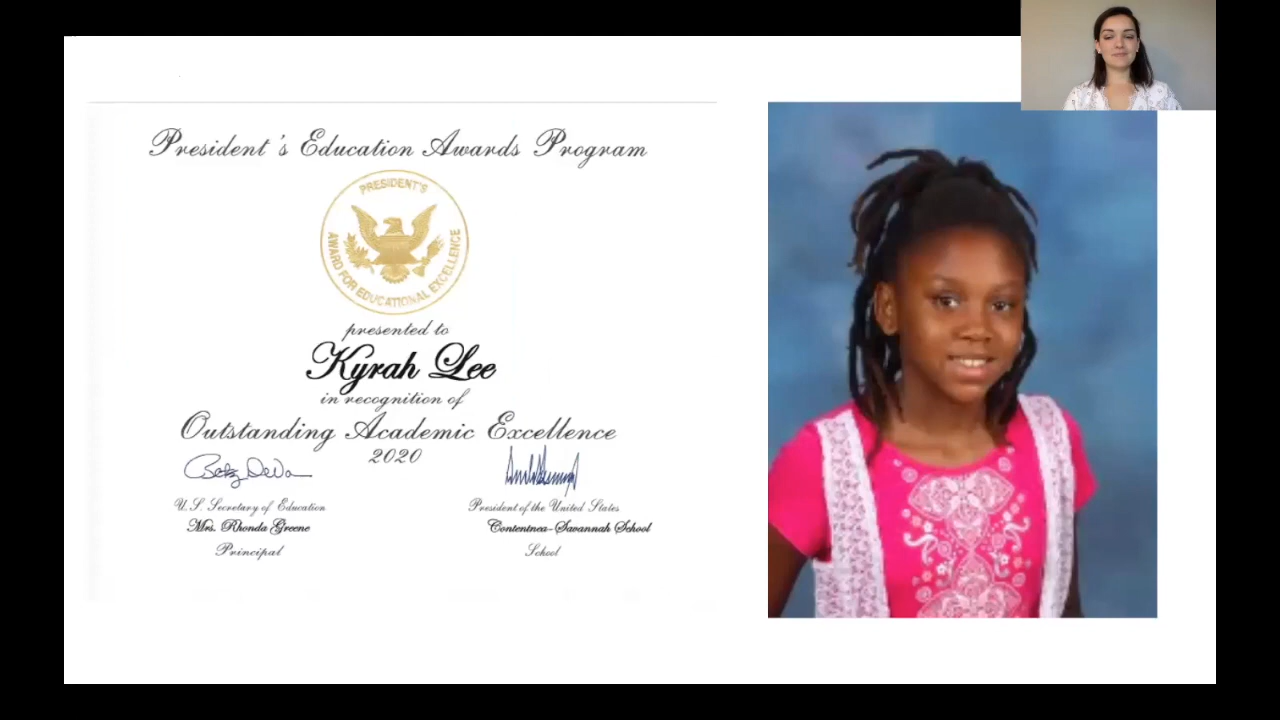 President's Education Awards Program
PRESIDENT'S
AWARD FOR EDUCATIONAL EXCELLENCE
presented to
Kyrah Lee
in recognition of
Outstanding Academic Excellence
2020
U.S. Secretary of Education
President of the United States
Mrs. Rhonda Greene
Contentnea-Savannah School
Principal
School